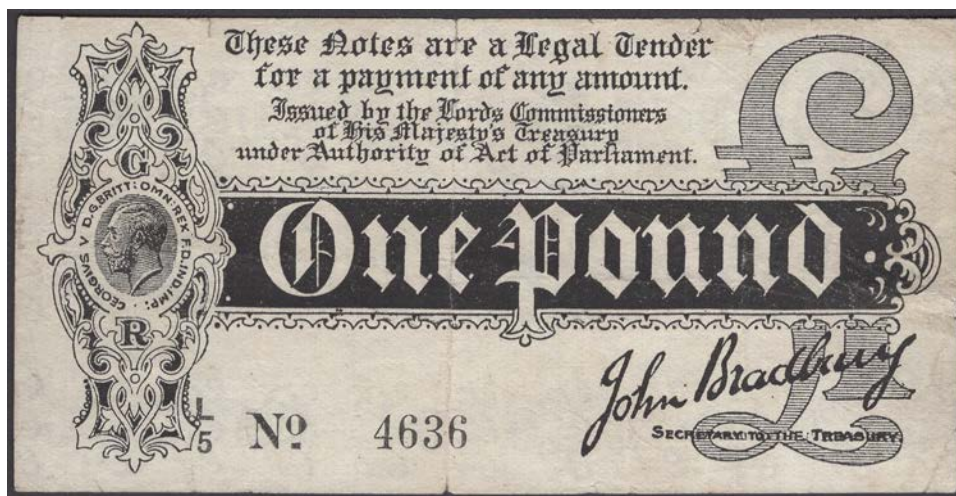 These Notes are a Legal Tender
for a payment of any amount.
Issued by the Lords Commissioners
of His Majesty's Treasury
under Authority of Act of Parliament.
£
G
GEORGIVS V D.G.BRITT: OMN: REX F.D.IND.IMP:
One Pound
R
£1
John Bradbury
SECRETARY TO THE TREASURY.
L
5 Nº 4636